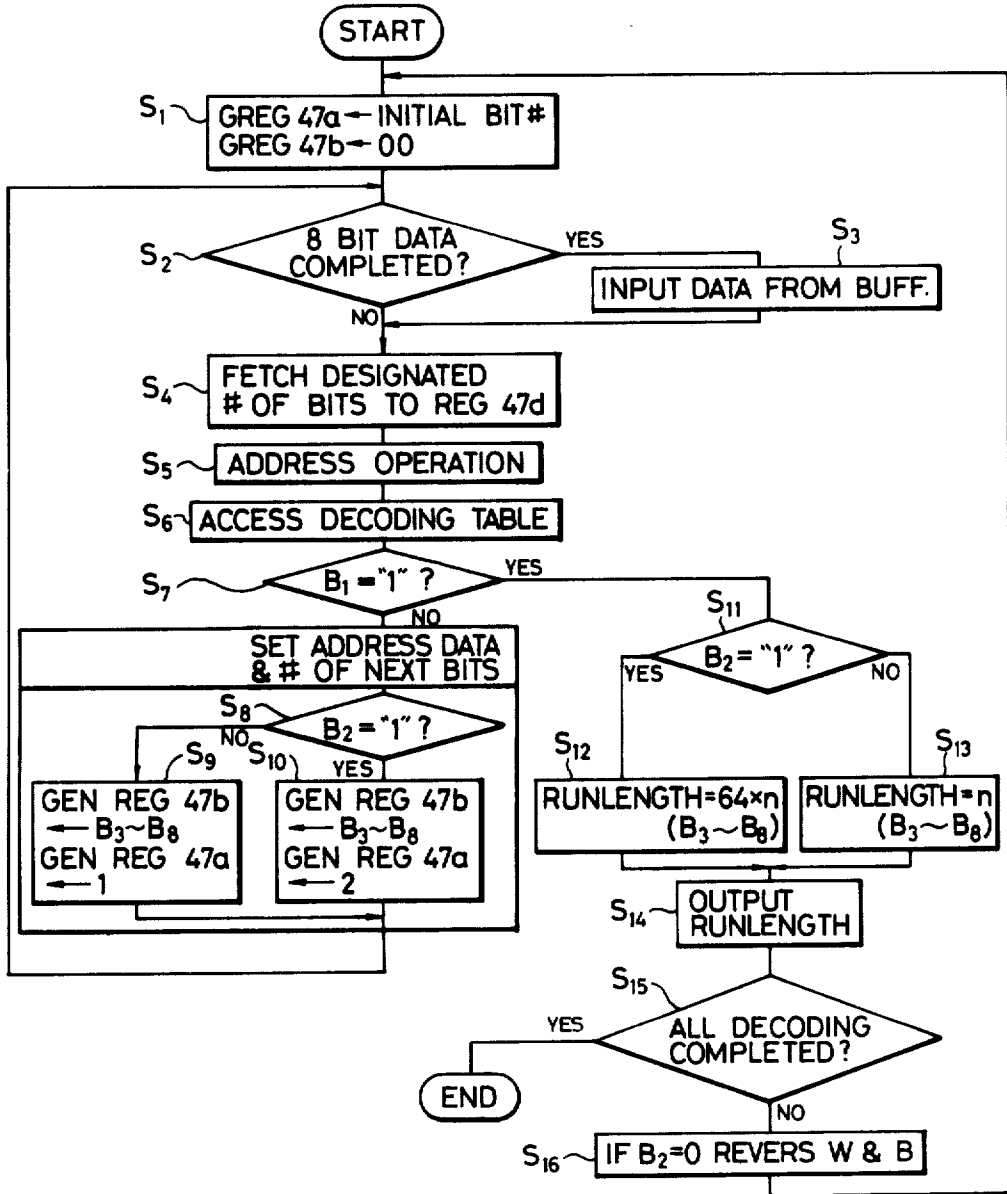 START
S1
GREG 47a ← INITIAL BIT#
GREG 47b ← 00
S2
8 BIT DATA
COMPLETED?
YES
NO
S3
INPUT DATA FROM BUFF.
S4
FETCH DESIGNATED
# OF BITS TO REG 47d
S5
ADDRESS OPERATION
S6
ACCESS DECODING TABLE
S7
B1 = "1" ?
YES
NO
SET ADDRESS DATA
& # OF NEXT BITS
S8
B2 = "1" ?
NO
YES
S9
GEN REG 47b
← B3~B8
GEN REG 47a
← 1
S10
GEN REG 47b
← B3~B8
GEN REG 47a
← 2
S11
B2 = "1" ?
YES
NO
S12
RUNLENGTH=64×n
(B3~B8)
S13
RUNLENGTH=n
(B3~B8)
S14
OUTPUT
RUNLENGTH
S15
ALL DECODING
COMPLETED?
YES
NO
END
S16
IF B2=0 REVERS W & B